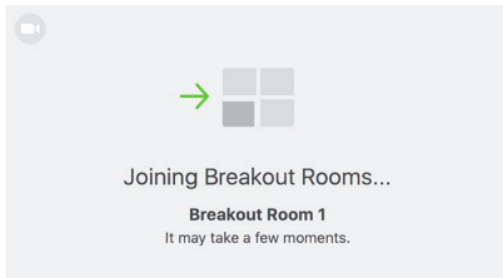 Joining Breakout Rooms...
Breakout Room 1
It may take a few moments.